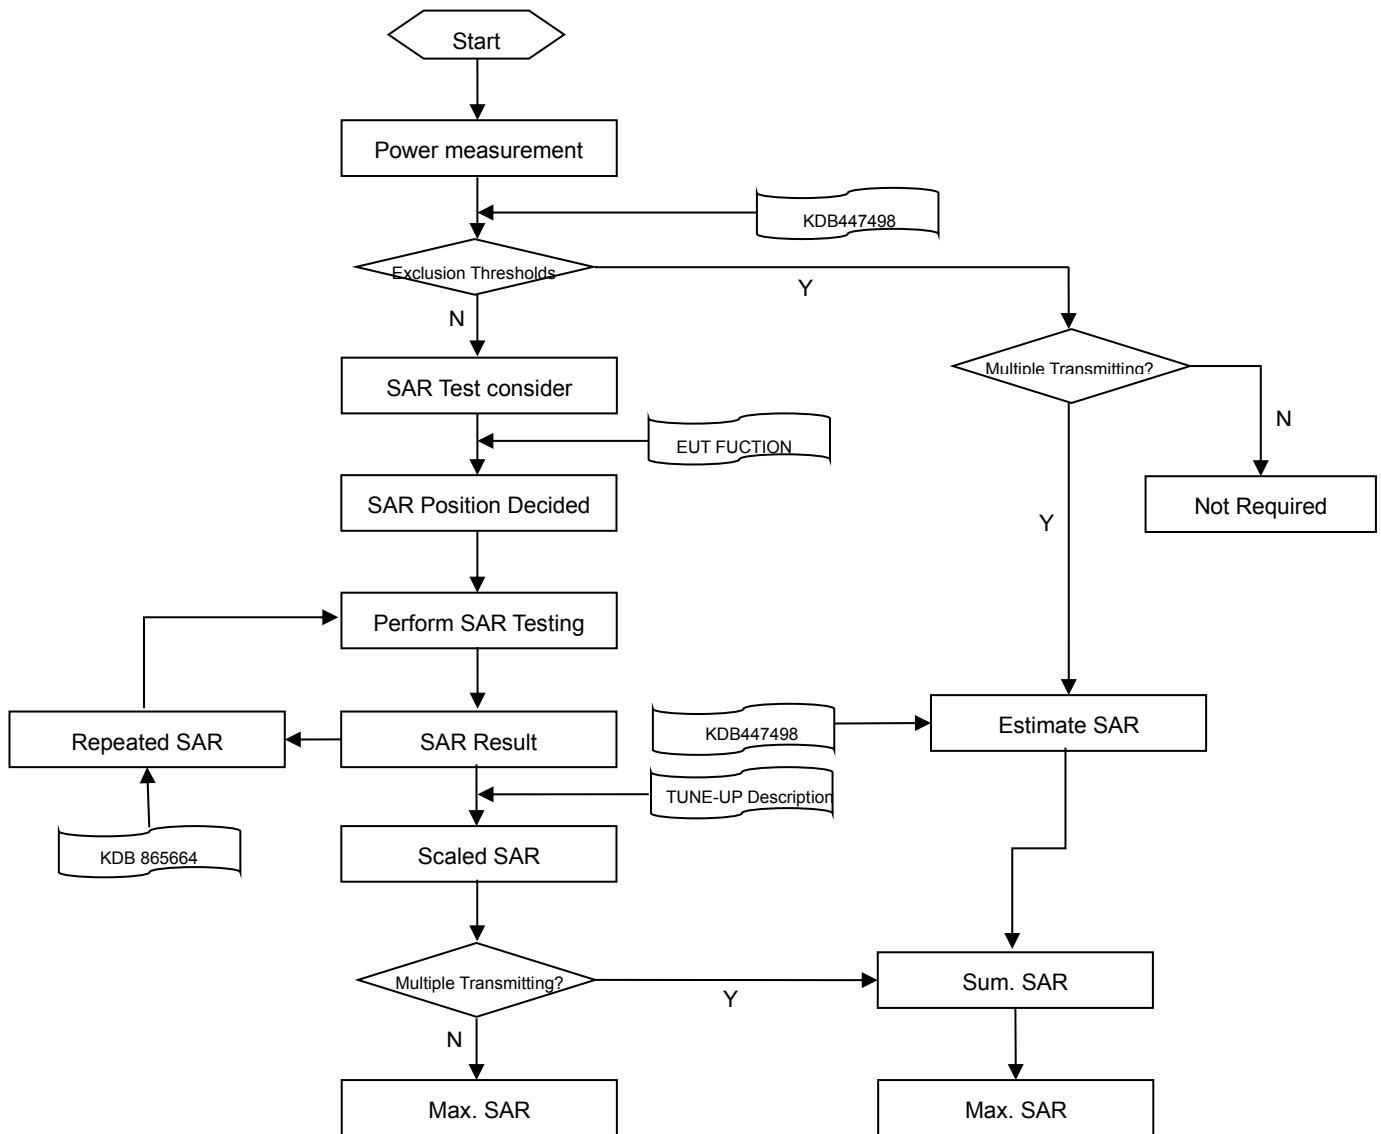 Start
Power measurement
KDB447498
Exclusion Thresholds
Y
N
Multiple Transmitting?
SAR Test consider
N
EUT FUCTION
SAR Position Decided
Not Required
Y
Perform SAR Testing
Repeated SAR
SAR Result
KDB447498
Estimate SAR
TUNE-UP Description
KDB 865664
Scaled SAR
Multiple Transmitting?
Y
Sum. SAR
N
Max. SAR
Max. SAR